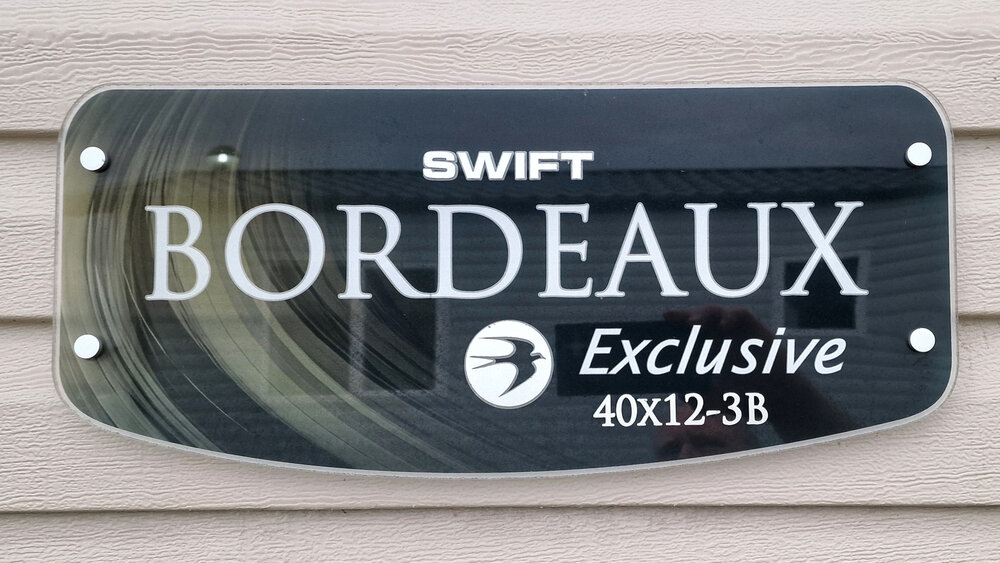 SWIFT
BORDEAUX
Exclusive
40x12-3B